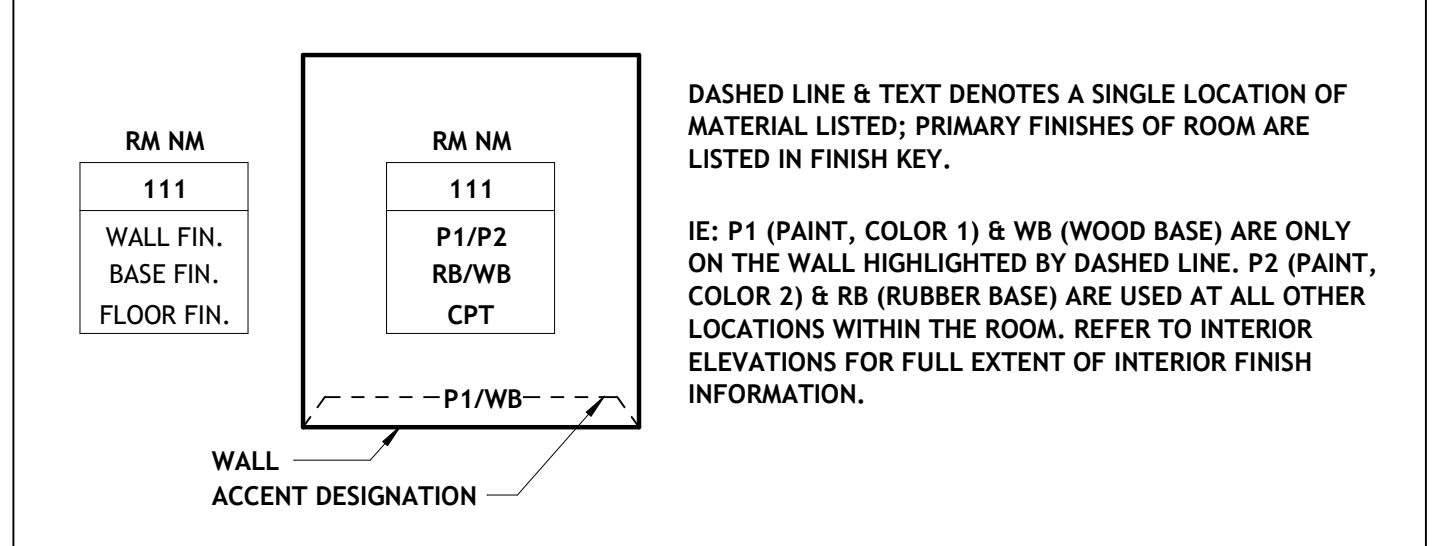 RM NM
111
WALL FIN.
BASE FIN.
FLOOR FIN.
RM NM
111
P1/P2
RB/WB
CPT
P1/WB
WALL
ACCENT DESIGNATION
DASHED LINE & TEXT DENOTES A SINGLE LOCATION OF
MATERIAL LISTED; PRIMARY FINISHES OF ROOM ARE
LISTED IN FINISH KEY.
IE: P1 (PAINT, COLOR 1) & WB (WOOD BASE) ARE ONLY
ON THE WALL HIGHLIGHTED BY DASHED LINE. P2 (PAINT,
COLOR 2) & RB (RUBBER BASE) ARE USED AT ALL OTHER
LOCATIONS WITHIN THE ROOM. REFER TO INTERIOR
ELEVATIONS FOR FULL EXTENT OF INTERIOR FINISH
INFORMATION.